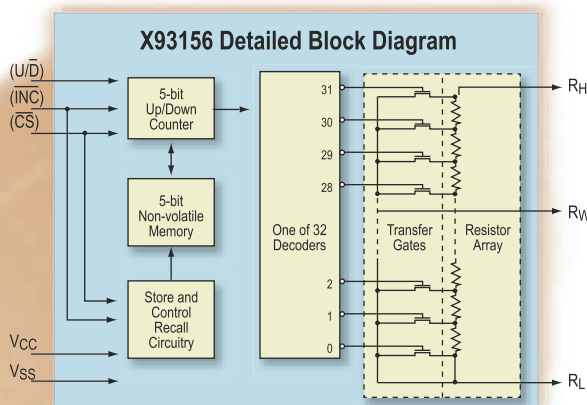 X93156 Detailed Block Diagram
(U/D̅)
(I̅N̅C̅)
(C̅S̅)
VCC
VSS
5-bit
Up/Down
Counter
5-bit
Non-volatile
Memory
Store and
Control
Recall
Circuitry
One of 32
Decoders
31
30
29
28
2
1
0
Transfer
Gates
Resistor
Array
RH
RW
RL